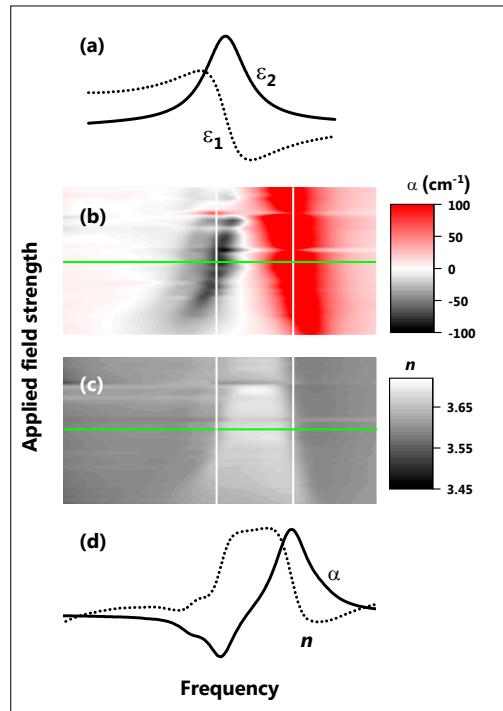 (a)
ε2
ε1
α (cm-1)
(b)
100
50
0
-50
-100
Applied field strength
(c)
n
3.65
3.55
3.45
(d)
α
n
Frequency